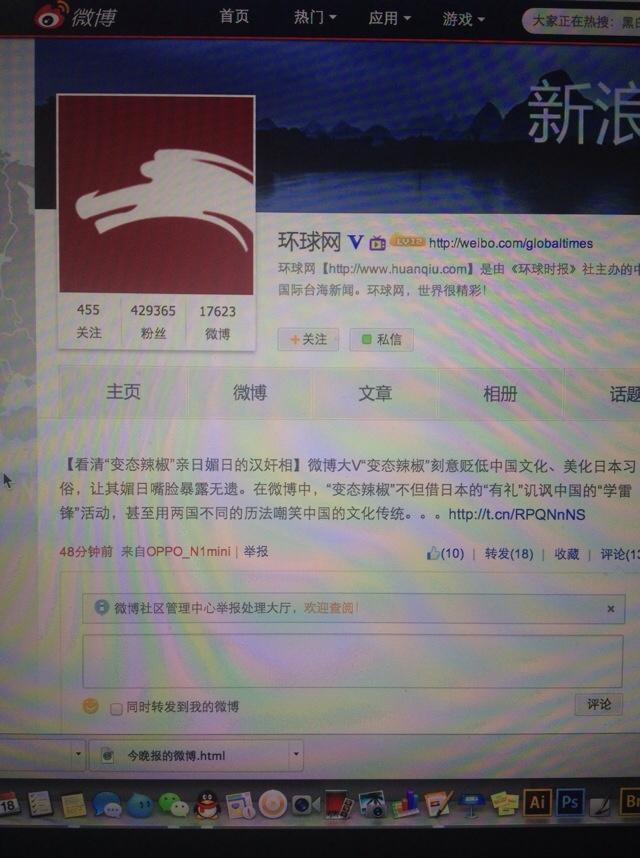 微博
首页 热门 应用 游戏 大家正在热搜:
新浪
环球网 V LV12 http://weibo.com/globaltimes
环球网【http://www.huanqiu.com】是由《环球时报》社主办的中
国际台海新闻。环球网，世界很精彩！
455 429365 17623
关注 粉丝 微博
+关注 私信
主页 微博 文章 相册 话题
【看清“变态辣椒”亲日媚日的汉奸相】微博大V“变态辣椒”刻意贬低中国文化、美化日本习
俗，让其媚日嘴脸暴露无遗。在微博中，“变态辣椒”不但借日本的“有礼”讥讽中国的“学雷
锋”活动，甚至用两国不同的历法嘲笑中国的文化传统。。。http://t.cn/RPQNnNS
48分钟前 来自OPPO_N1mini | 举报 (10) | 转发(18) | 收藏 | 评论(13
微博社区管理中心举报处理大厅，欢迎查阅！ ×
同时转发到我的微博 评论
今晚报的微博.html
18 Ai Ps Br